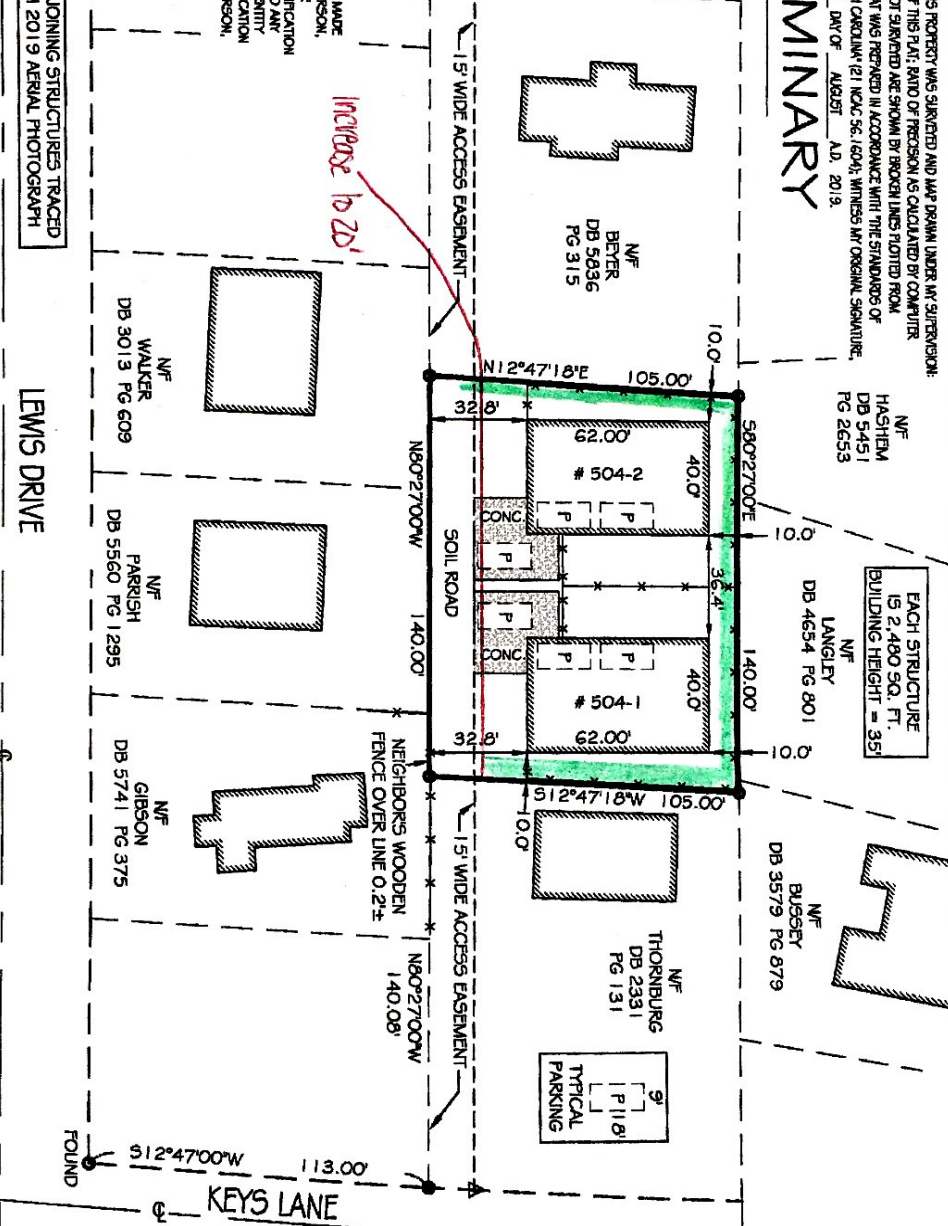 S PROPERTY WAS SURVEYED AND MAP DRAWN UNDER MY SUPERVISION:
F THIS PLAT; RATIO OF PRECISION AS CALCULATED BY COMPUTER
OT SURVEYED ARE SHOWN BY BROKEN LINES PLOTTED FROM
AT WAS PREPARED IN ACCORDANCE WITH "THE STANDARDS OF
H CAROLINA" (21 NCAC 56.1604); WITNESS MY ORIGINAL SIGNATURE,
DAY OF AUGUST A.D. 2019.
MINARY
N/F
HASHEM
DB 5451
PG 2653
EACH STRUCTURE
IS 2,480 SQ. FT.
BUILDING HEIGHT = 35'
N/F
LANGLEY
DB 4654 PG 801
N/F
BUSSEY
DB 3579 PG 879
N/F
BEYER
DB 5836
PG 315
10.0'
S80°27'00"E
140.00'
10.0'
10.0'
N12°47'18"E
105.00'
62.00'
40.0'
# 504-2
P
P
36.4'
P
P
40.0'
# 504-1
62.00'
S12°47'18"W 105.00'
10.0'
32.8'
CONC.
P
P
CONC.
32.8'
SOIL ROAD
N80°27'00"W
140.00'
N/F
THORNBURG
DB 2331
PG 131
9'
P 18'
TYPICAL
PARKING
15' WIDE ACCESS EASEMENT
15' WIDE ACCESS EASEMENT
Increase to 20'
NEIGHBORS WOODEN
FENCE OVER LINE 0.2'±
N80°27'00"W
140.08'
MADE
RSON,
IFICATION
O ANY
ENTITY
ICATION
ERSON.
N/F
WALKER
DB 3013 PG 609
N/F
PARRISH
DB 5560 PG 1295
N/F
GIBSON
DB 5741 PG 375
S12°47'00"W
113.00'
FOUND
KEYS LANE
JOINING STRUCTURES TRACED
M 2019 AERIAL PHOTOGRAPH
LEWIS DRIVE